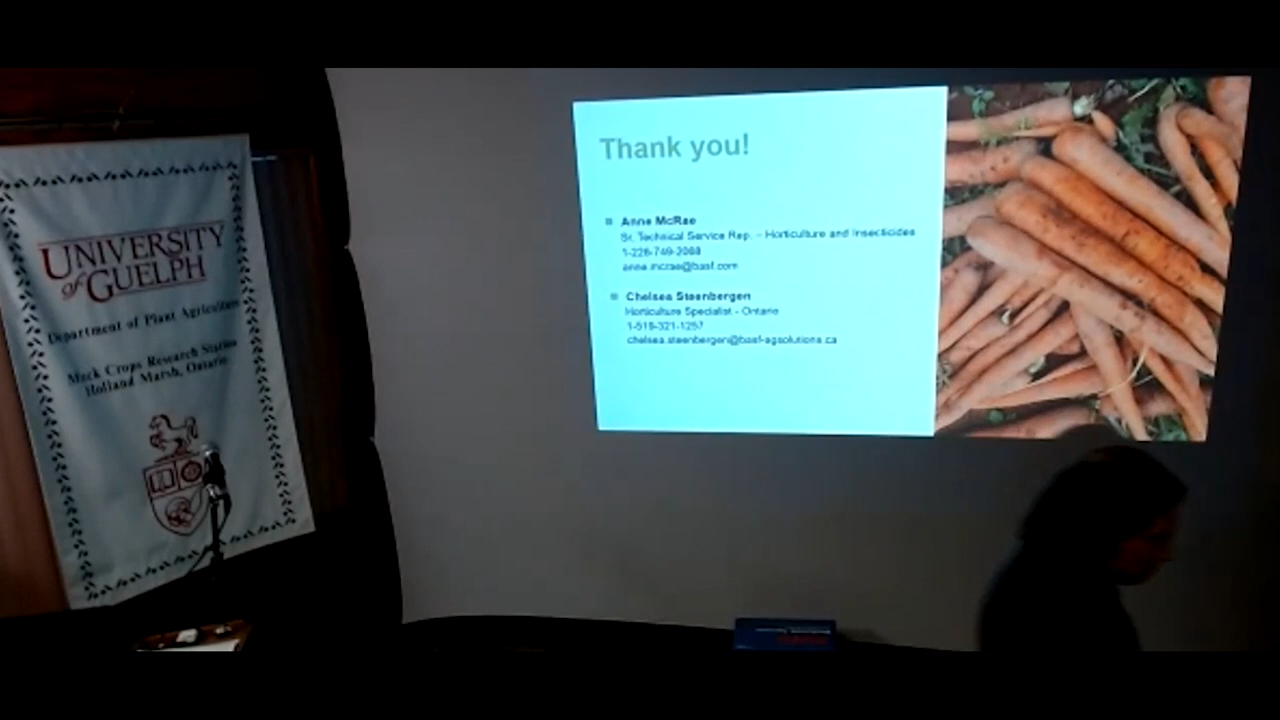 UNIVERSITY
of GUELPH
Department of Plant Agriculture
Muck Crops Research Station
Holland Marsh, Ontario
Thank you!
Anne McRae
Sr. Technical Service Rep. – Horticulture and Insecticides
1-226-749-2088
anne.mcrae@basf.com
Chelsea Steenbergen
Horticulture Specialist - Ontario
1-519-321-1257
chelsea.steenbergen@basf-agsolutions.ca